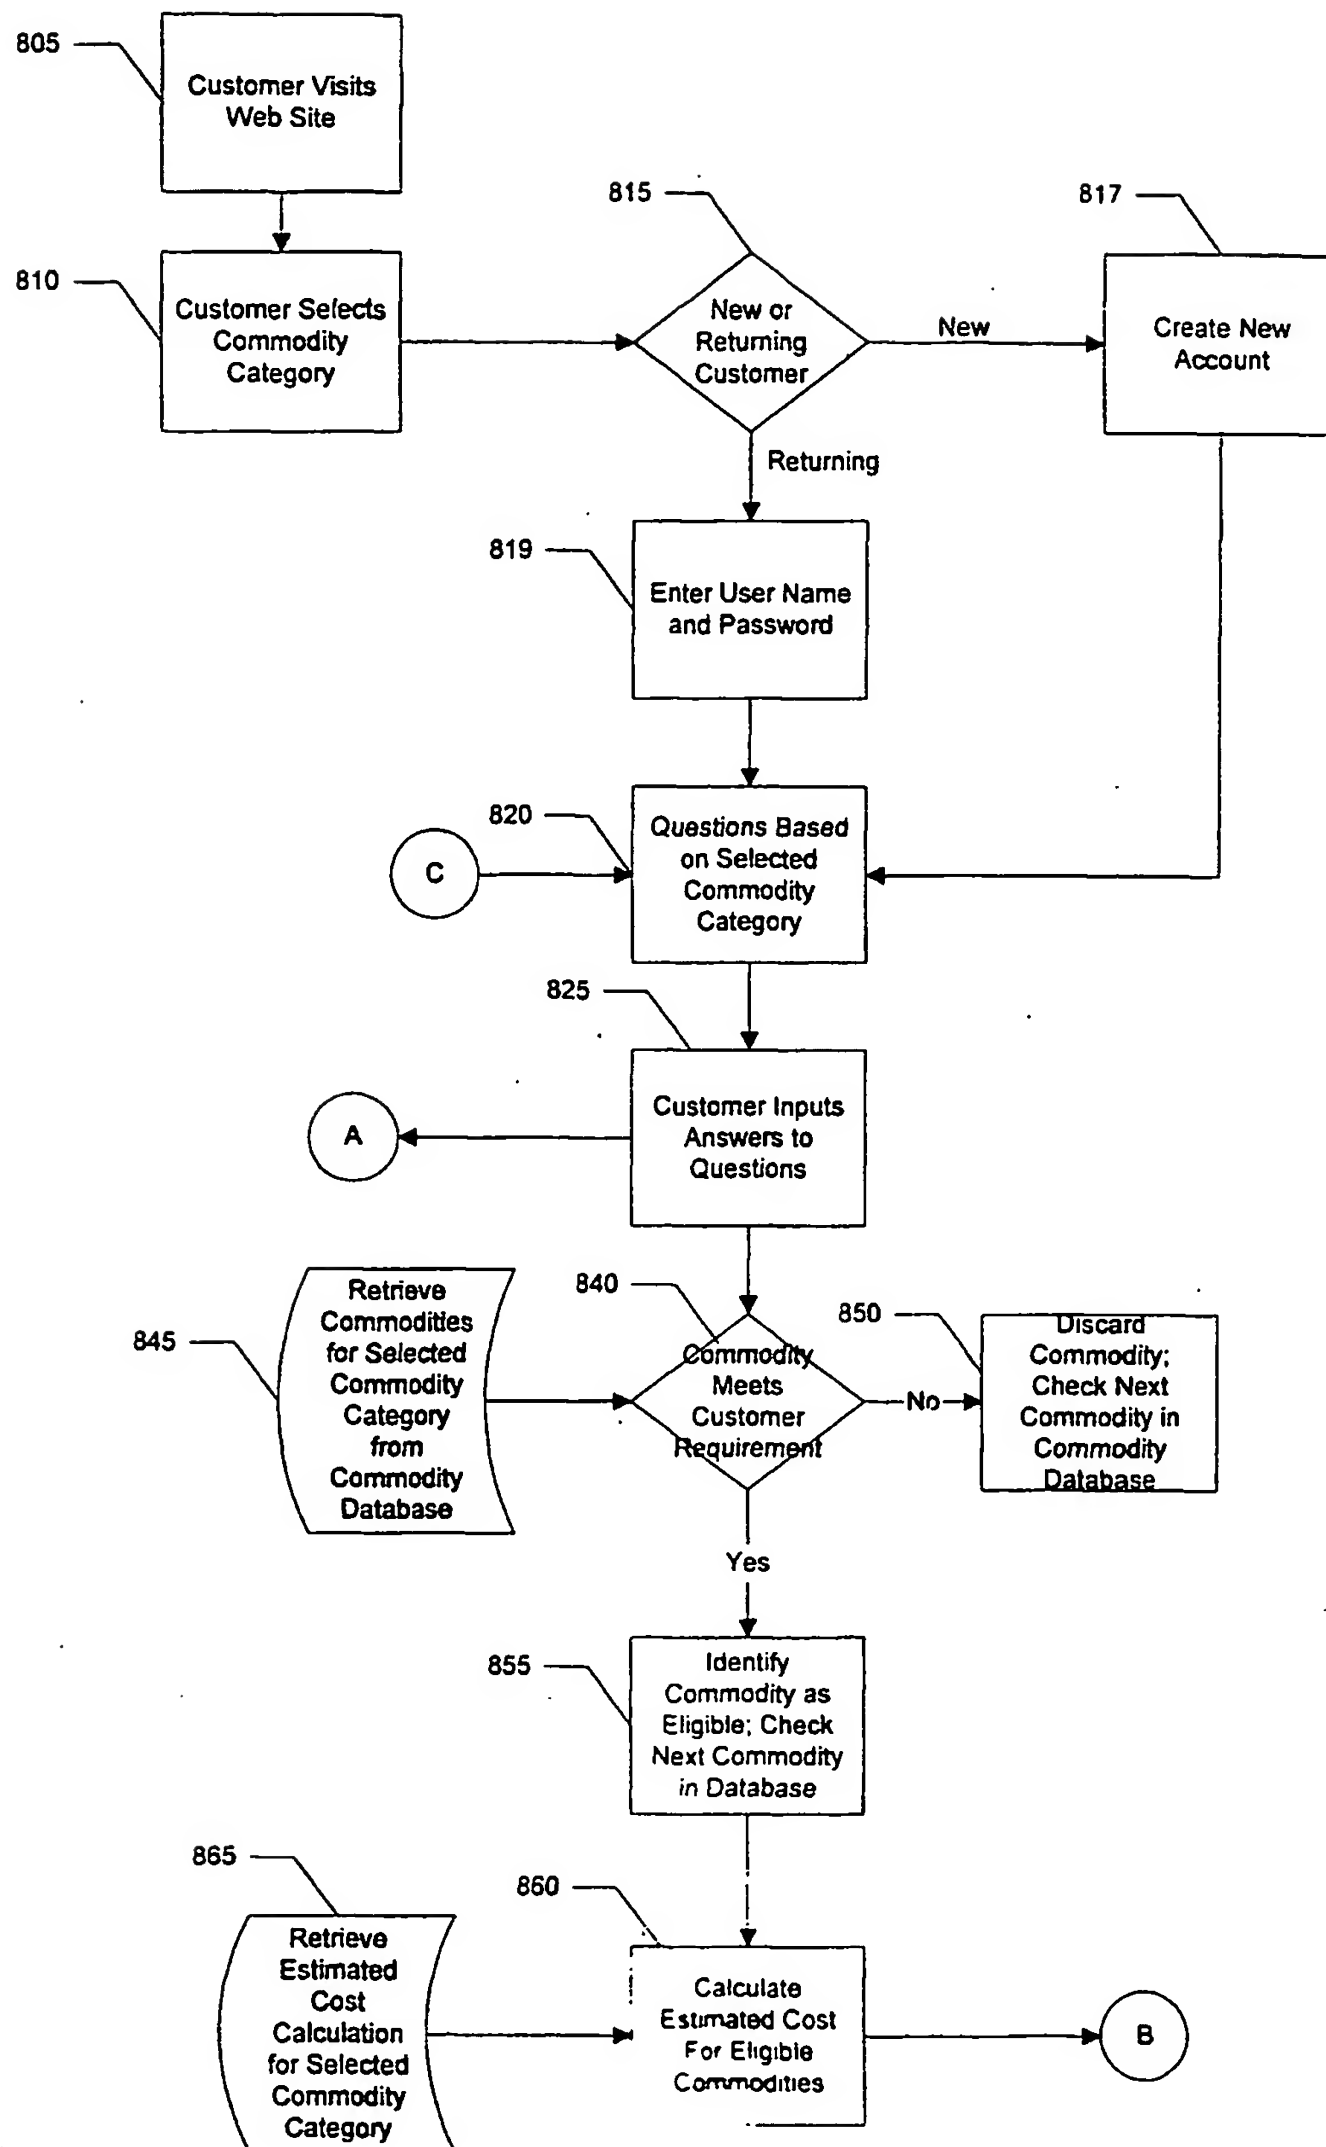 805
Customer Visits
Web Site
810
Customer Selects
Commodity
Category
815
New or
Returning
Customer
New
817
Create New
Account
Returning
819
Enter User Name
and Password
820
Questions Based
on Selected
Commodity
Category
C
825
Customer Inputs
Answers to
Questions
A
840
Commodity
Meets
Customer
Requirement
845
Retrieve
Commodities
for Selected
Commodity
Category
from
Commodity
Database
No
850
Discard
Commodity;
Check Next
Commodity in
Commodity
Database
Yes
855
Identify
Commodity as
Eligible; Check
Next Commodity
in Database
865
Retrieve
Estimated
Cost
Calculation
for Selected
Commodity
Category
860
Calculate
Estimated Cost
For Eligible
Commodities
B